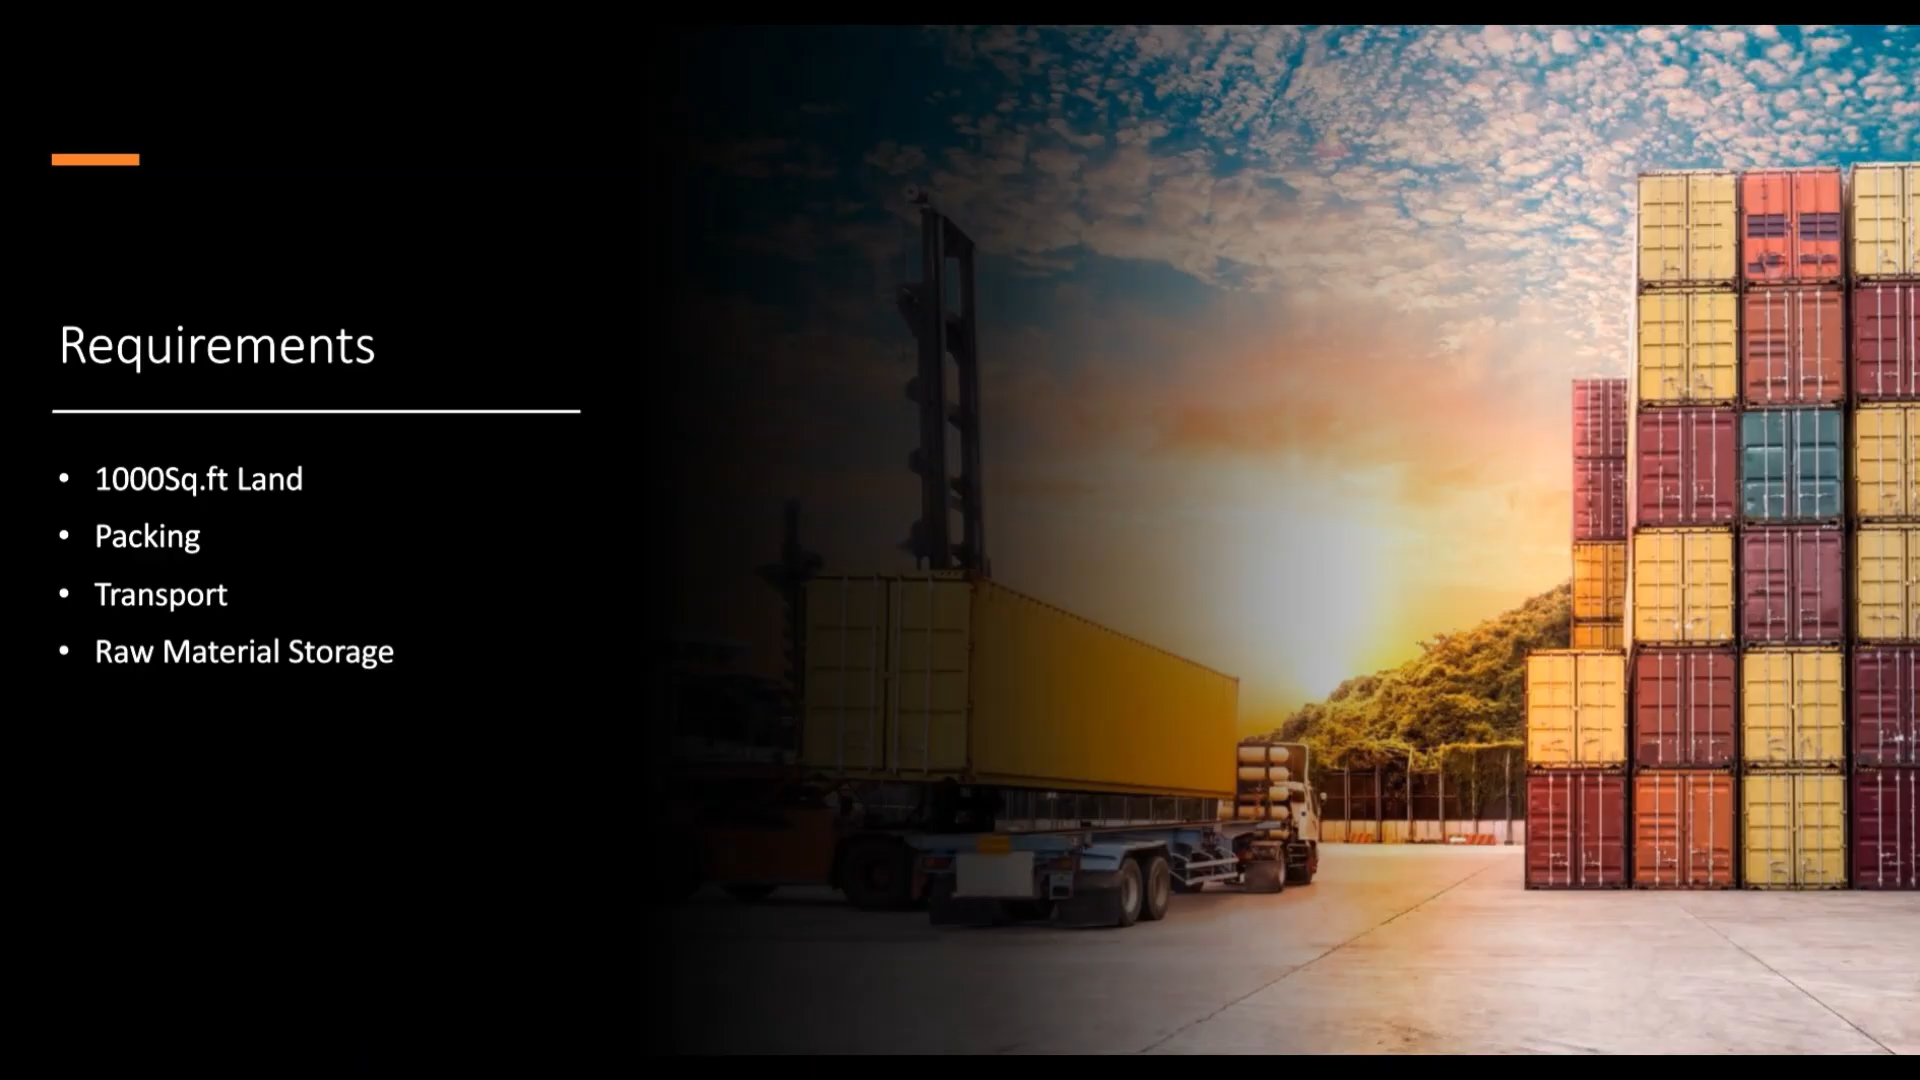 Requirements
• 1000Sq.ft Land
• Packing
• Transport
• Raw Material Storage